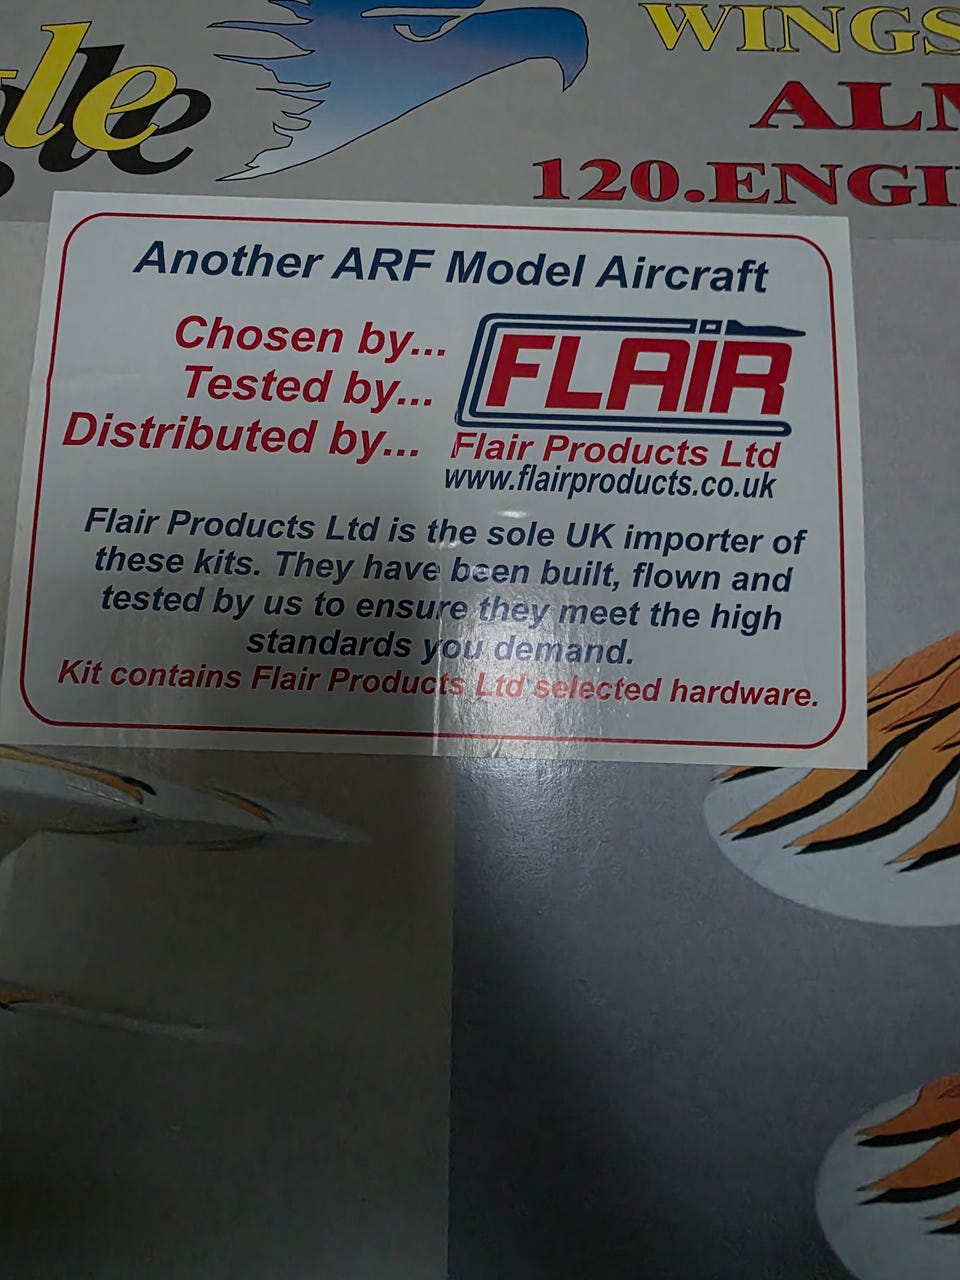 gle
WINGS
ALM
120.ENGI
Another ARF Model Aircraft
Chosen by...
Tested by...
Distributed by...
FLAIR
Flair Products Ltd
www.flairproducts.co.uk
Flair Products Ltd is the sole UK importer of
these kits. They have been built, flown and
tested by us to ensure they meet the high
standards you demand.
Kit contains Flair Products Ltd selected hardware.